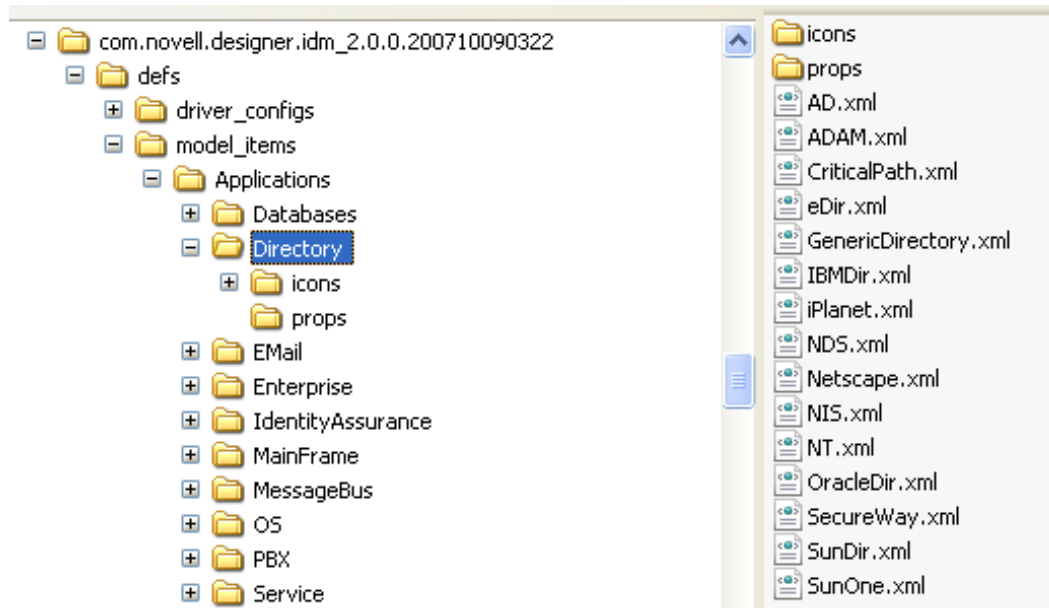 com.novell.designer.idm_2.0.0.200710090322
defs
driver_configs
model_items
Applications
Databases
Directory
icons
props
EMail
Enterprise
IdentityAssurance
MainFrame
MessageBus
OS
PBX
Service
icons
props
AD.xml
ADAM.xml
CriticalPath.xml
eDir.xml
GenericDirectory.xml
IBMDir.xml
iPlanet.xml
NDS.xml
Netscape.xml
NIS.xml
NT.xml
OracleDir.xml
SecureWay.xml
SunDir.xml
SunOne.xml